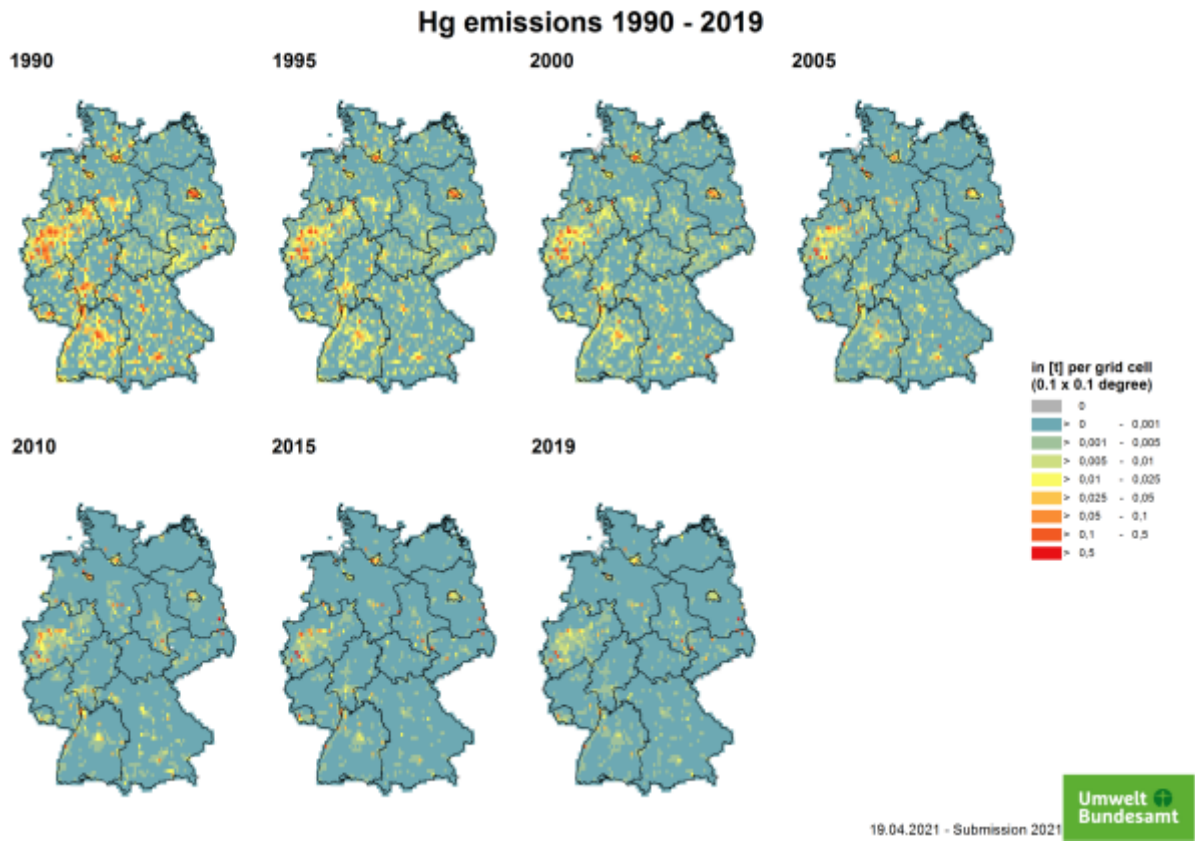 Hg emissions 1990 - 2019
1990
1995
2000
2005
2010
2015
2019
in [t] per grid cell
(0.1 x 0.1 degree)
0
> 0 - 0,001
> 0,001 - 0,005
> 0,005 - 0,01
> 0,01 - 0,025
> 0,025 - 0,05
> 0,05 - 0,1
> 0,1 - 0,5
> 0,5
19.04.2021 - Submission 2021
Umwelt
Bundesamt